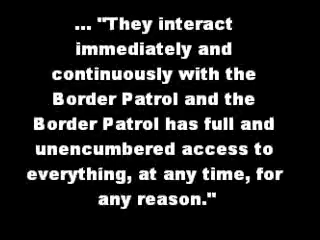 ... "They interact
immediately and
continuously with the
Border Patrol and the
Border Patrol has full and
unencumbered access to
everything, at any time, for
any reason."